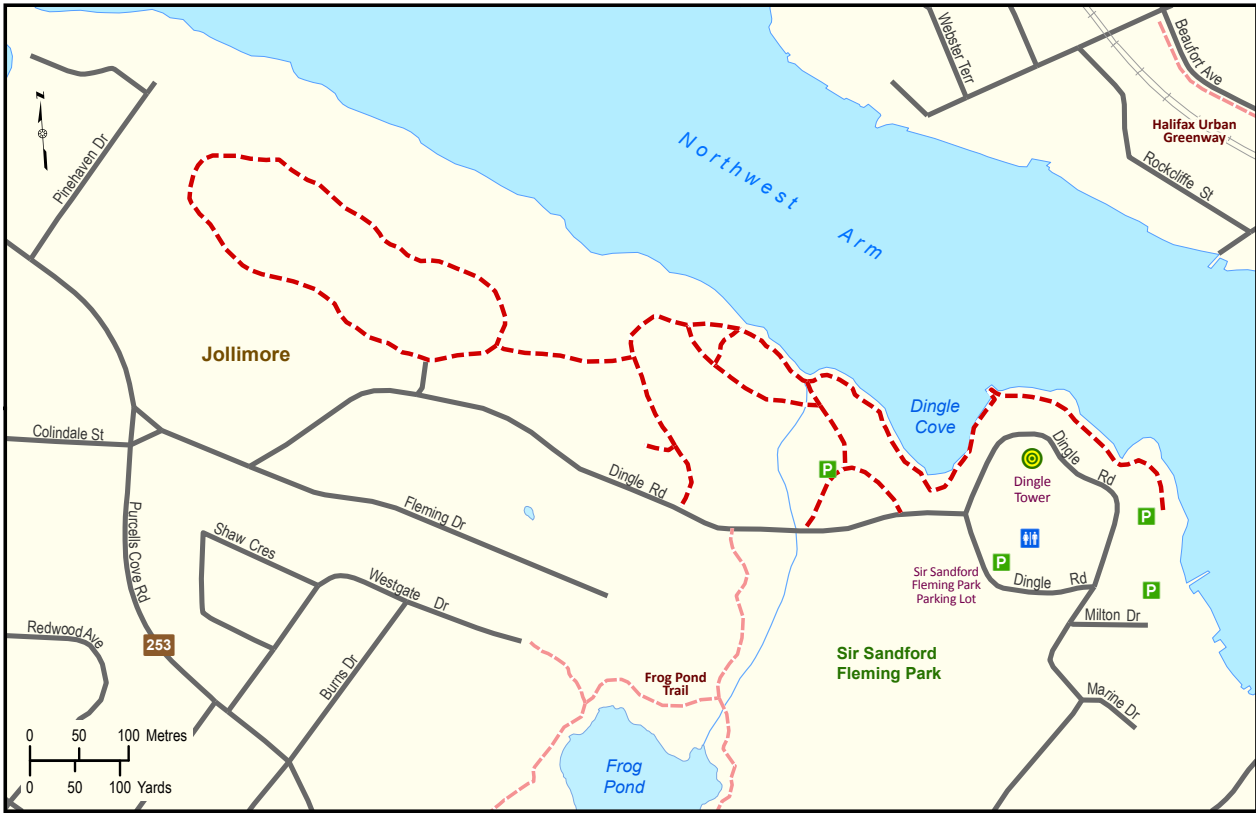 Webster Terr
Beaufort Ave
N
Halifax Urban
Greenway
Pinehaven Dr
Northwest
Arm
Rockcliffe St
Jollimore
Dingle
Cove
Colindale St
Dingle Rd
P
Dingle
Tower
Dingle Rd
Purcells Cove Rd
Fleming Dr
P
Shaw Cres
P
Sir Sandford
Fleming Park
Parking Lot
Dingle Rd
Westgate Dr
P
Milton Dr
Redwood Ave
253
Sir Sandford
Fleming Park
Burns Dr
Frog Pond
Trail
Marine Dr
0 50 100 Metres
0 50 100 Yards
Frog
Pond